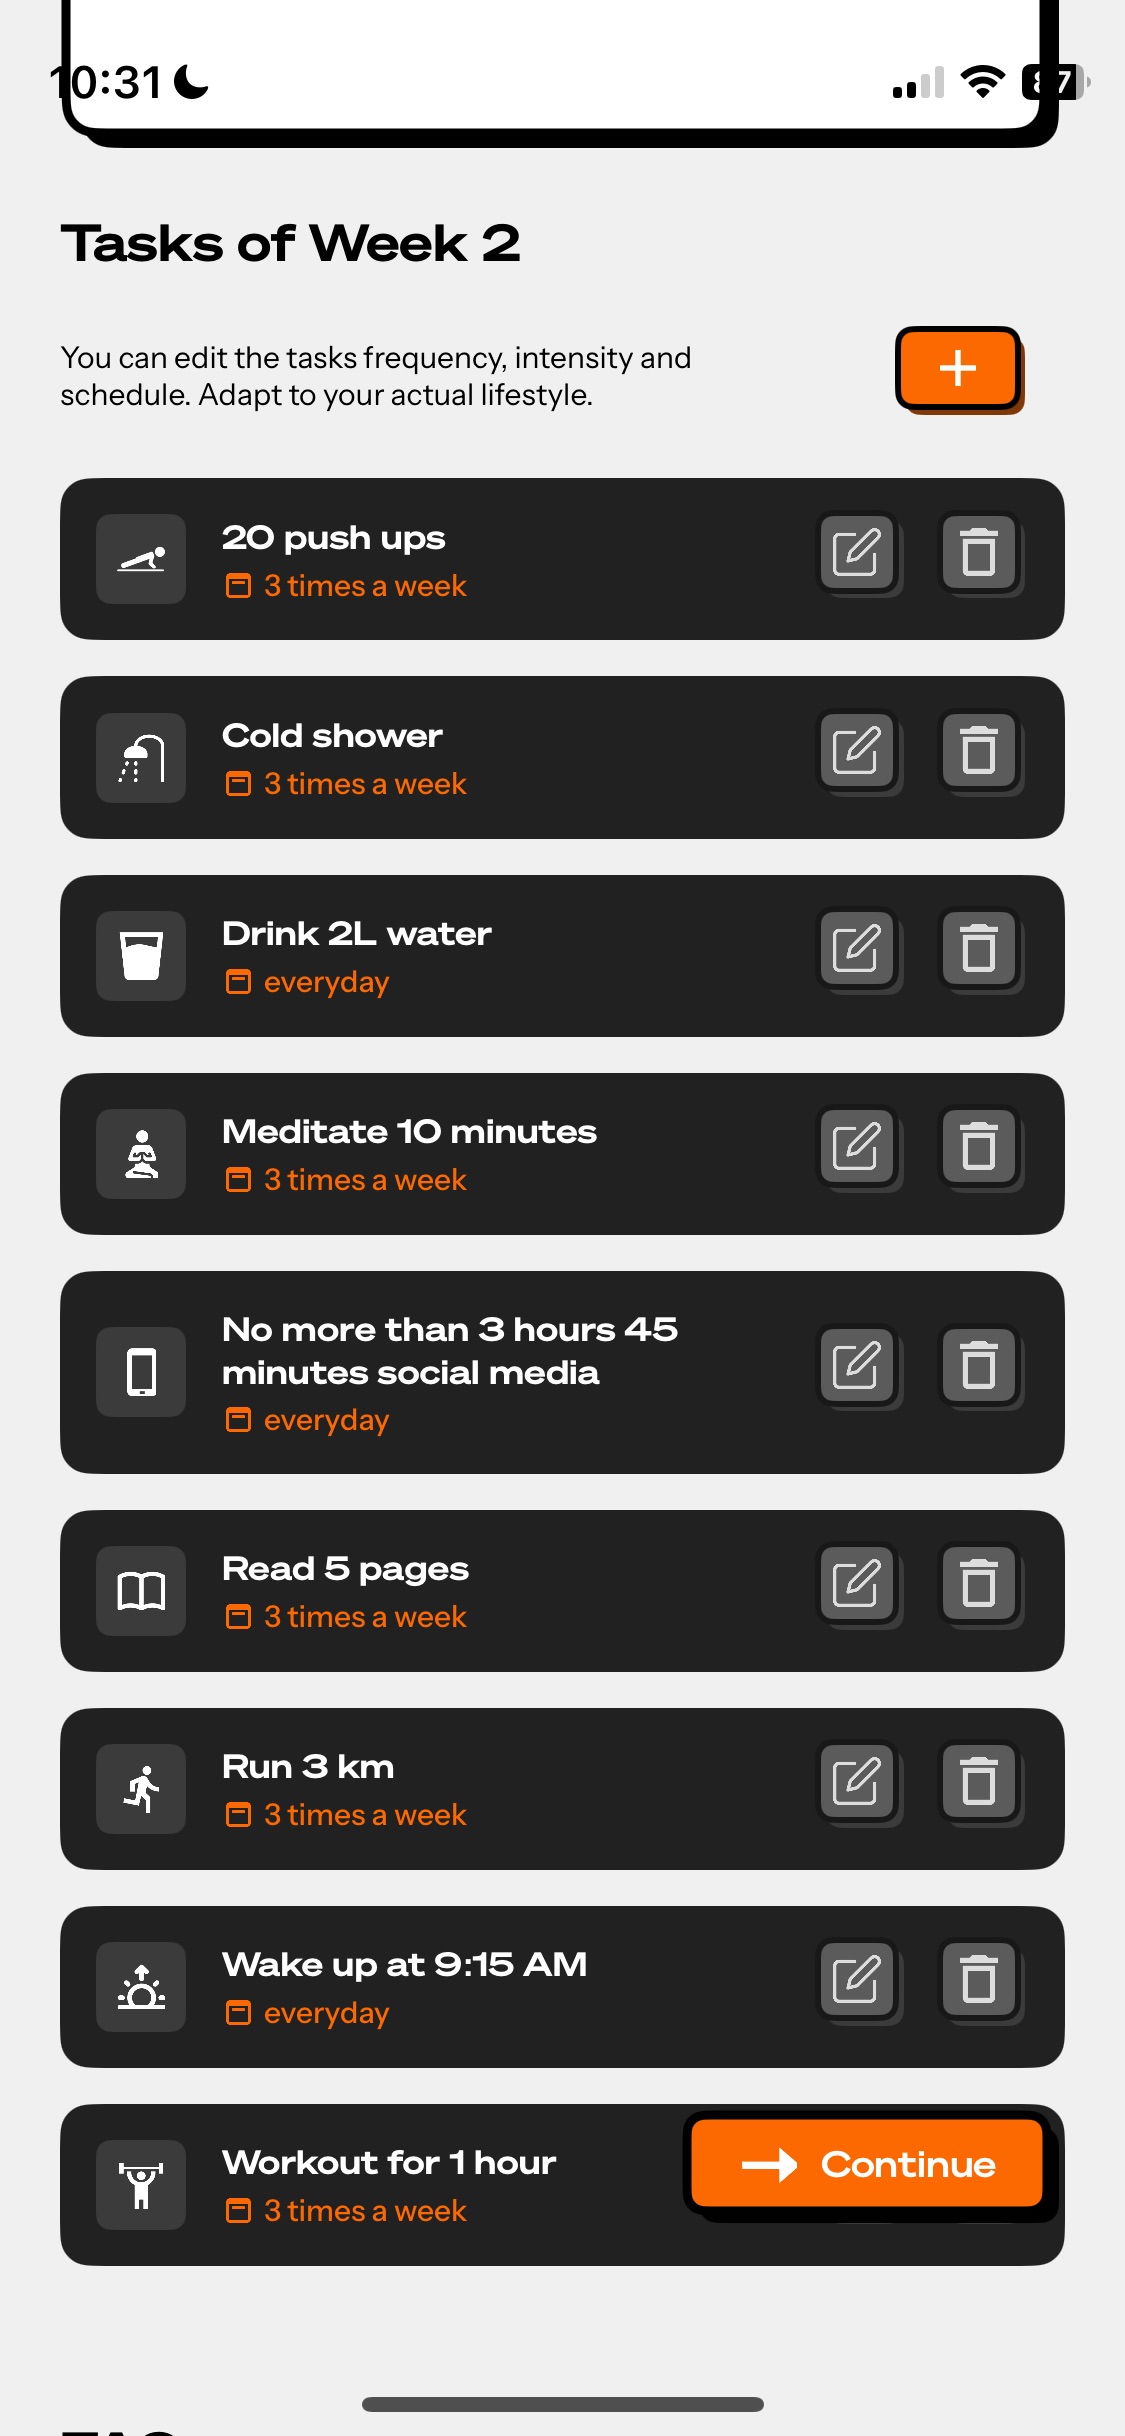 10:31
87
Tasks of Week 2
You can edit the tasks frequency, intensity and
schedule. Adapt to your actual lifestyle.
20 push ups
3 times a week
Cold shower
3 times a week
Drink 2L water
everyday
Meditate 10 minutes
3 times a week
No more than 3 hours 45
minutes social media
everyday
Read 5 pages
3 times a week
Run 3 km
3 times a week
Wake up at 9:15 AM
everyday
Workout for 1 hour
3 times a week
Continue